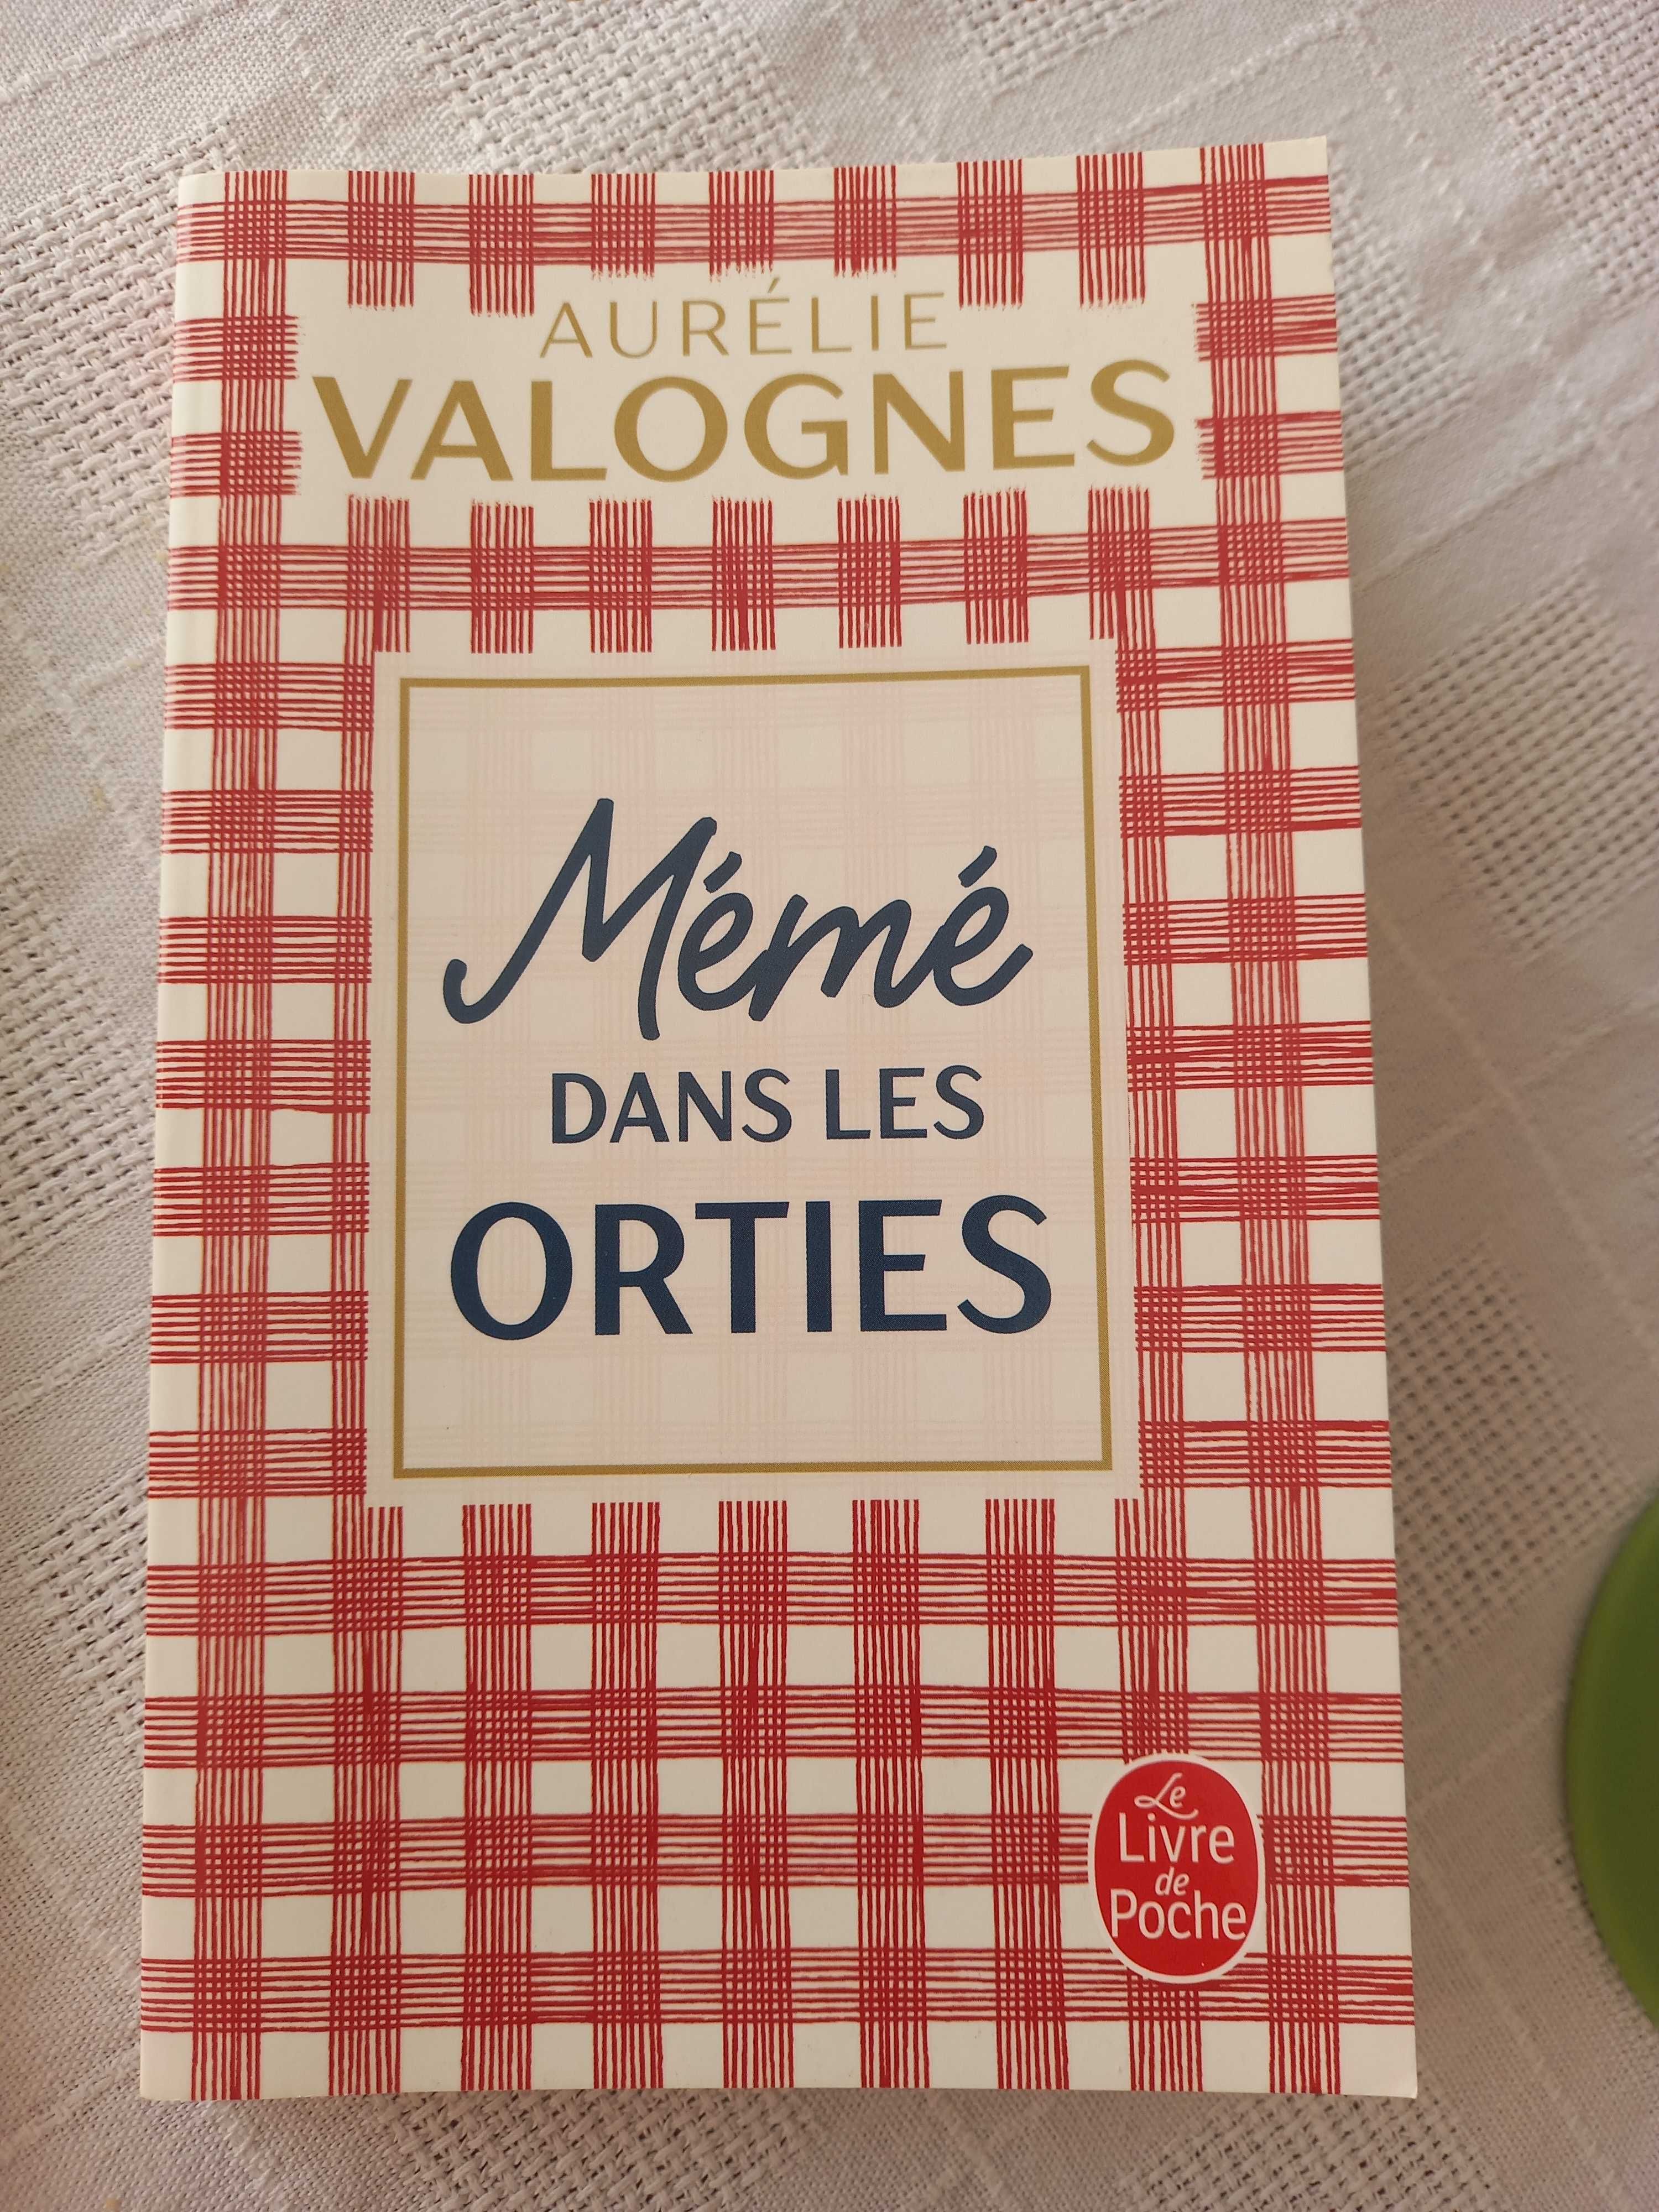 AURÉLIE
VALOGNES
Mémé
DANS LES
ORTIES
Le
Livre
de
Poche